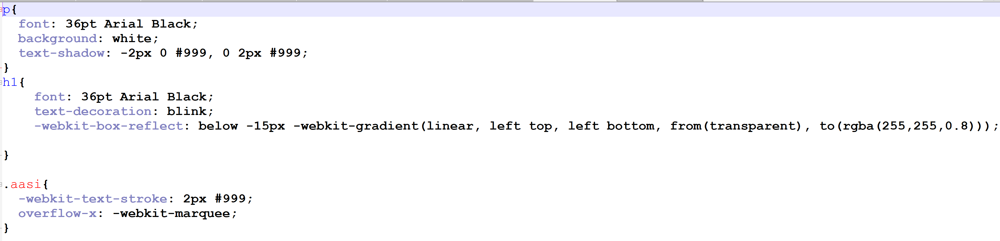 p{
font: 36pt Arial Black;
background: white;
text-shadow: -2px 0 #999, 0 2px #999;
}
h1{
font: 36pt Arial Black;
text-decoration: blink;
-webkit-box-reflect: below -15px -webkit-gradient(linear, left top, left bottom, from(transparent), to(rgba(255,255,0.8)));
}
.aasi{
-webkit-text-stroke: 2px #999;
overflow-x: -webkit-marquee;
}